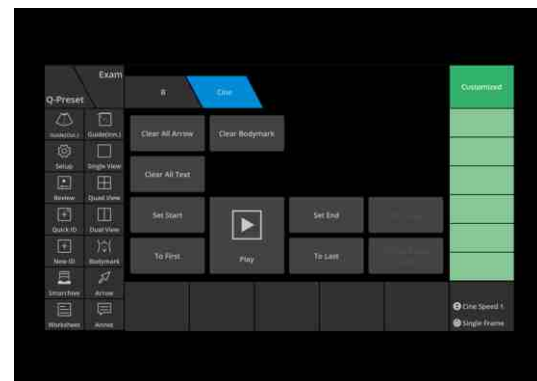 Exam
Q-Preset
B
Cine
Customized
Guide(Inn.)
Clear All Arrow
Clear Bodymark
Setup
Single View
Clear All Text
Review
Quad View
Quick ID
Dual View
Set Start
Set End
New ID
Bodymark
To First
Play
To Last
Smarchive
Arrow
Worksheet
Annot
Cine Speed 1
Single Frame